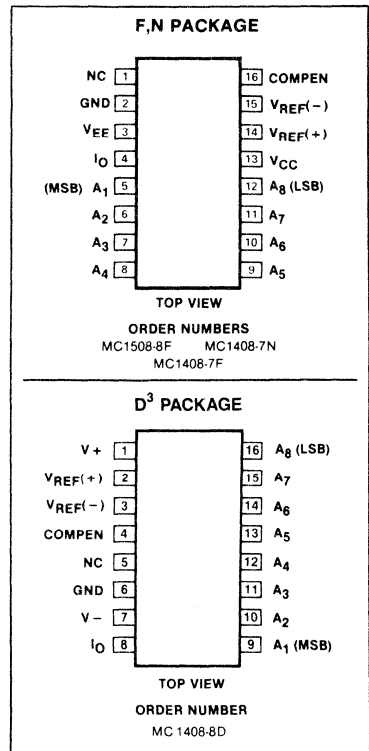 F,N PACKAGE
NC 1 16 COMPEN
GND 2 15 VREF(−)
VEE 3 14 VREF(+)
IO 4 13 VCC
(MSB) A1 5 12 A8 (LSB)
A2 6 11 A7
A3 7 10 A6
A4 8 9 A5
TOP VIEW
ORDER NUMBERS
MC1508-8F MC1408-7N
MC1408-7F
D3 PACKAGE
V+ 1 16 A8 (LSB)
VREF(+) 2 15 A7
VREF(−) 3 14 A6
COMPEN 4 13 A5
NC 5 12 A4
GND 6 11 A3
V− 7 10 A2
IO 8 9 A1 (MSB)
TOP VIEW
ORDER NUMBER
MC 1408-8D